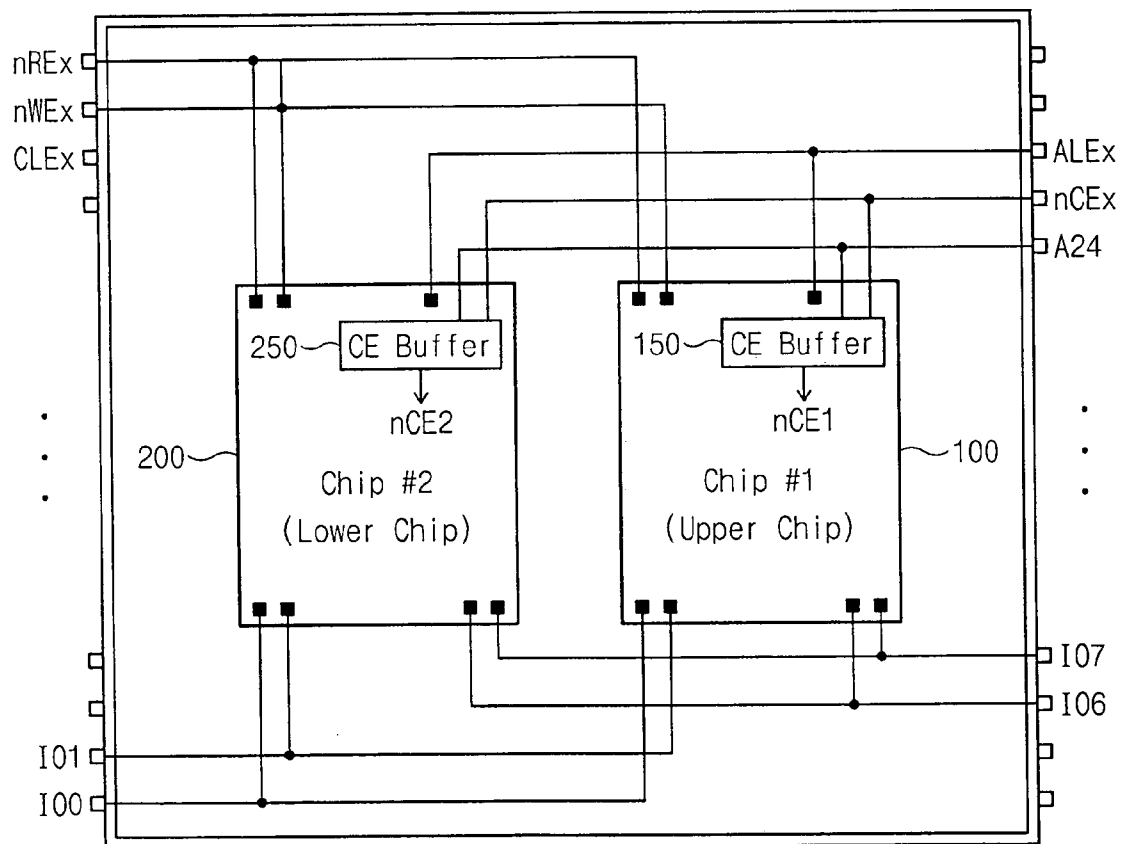 nREx
nWEx
CLEx
ALEx
nCEx
A24
250
CE Buffer
150
CE Buffer
nCE2
nCE1
200
100
Chip #2
(Lower Chip)
Chip #1
(Upper Chip)
IO7
IO6
IO1
IO0